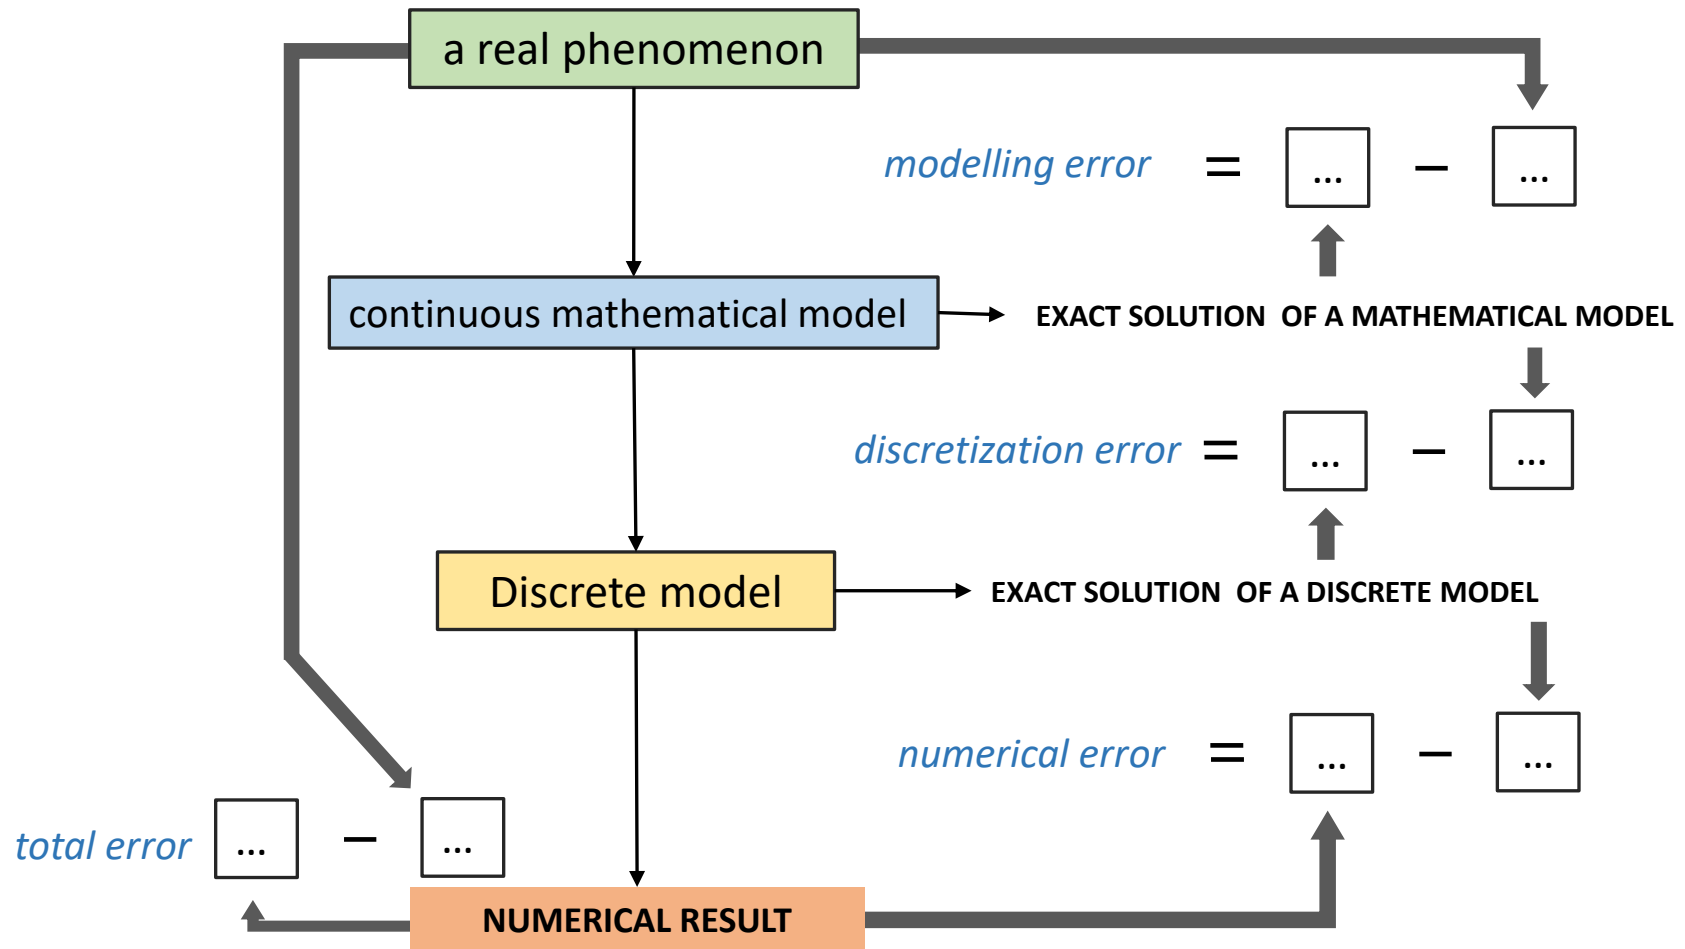 a real phenomenon
modelling error = ... – ...
continuous mathematical model
EXACT SOLUTION OF A MATHEMATICAL MODEL
discretization error = ... – ...
Discrete model
EXACT SOLUTION OF A DISCRETE MODEL
numerical error = ... – ...
total error ... – ...
NUMERICAL RESULT